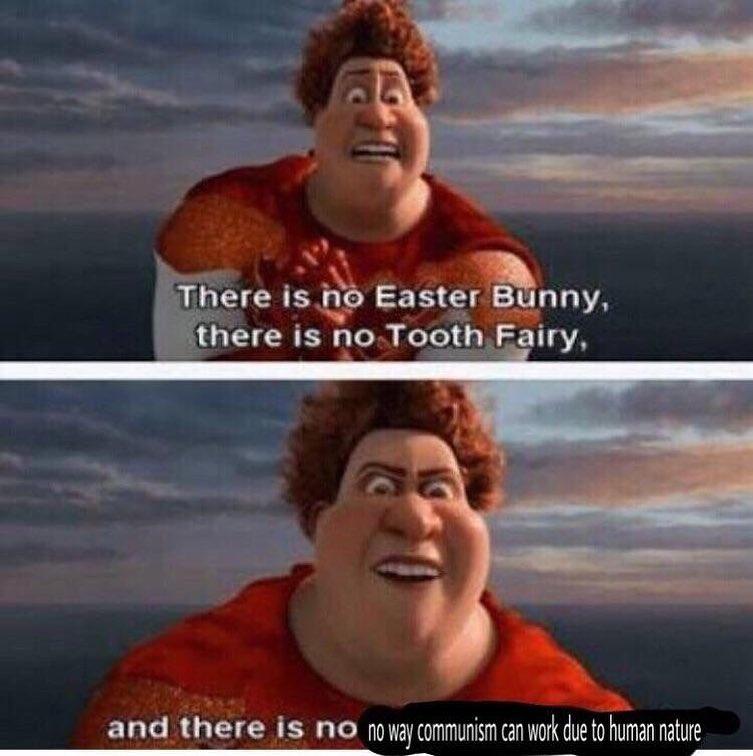 There is no Easter Bunny,
there is no Tooth Fairy,
and there is no no way communism can work due to human nature